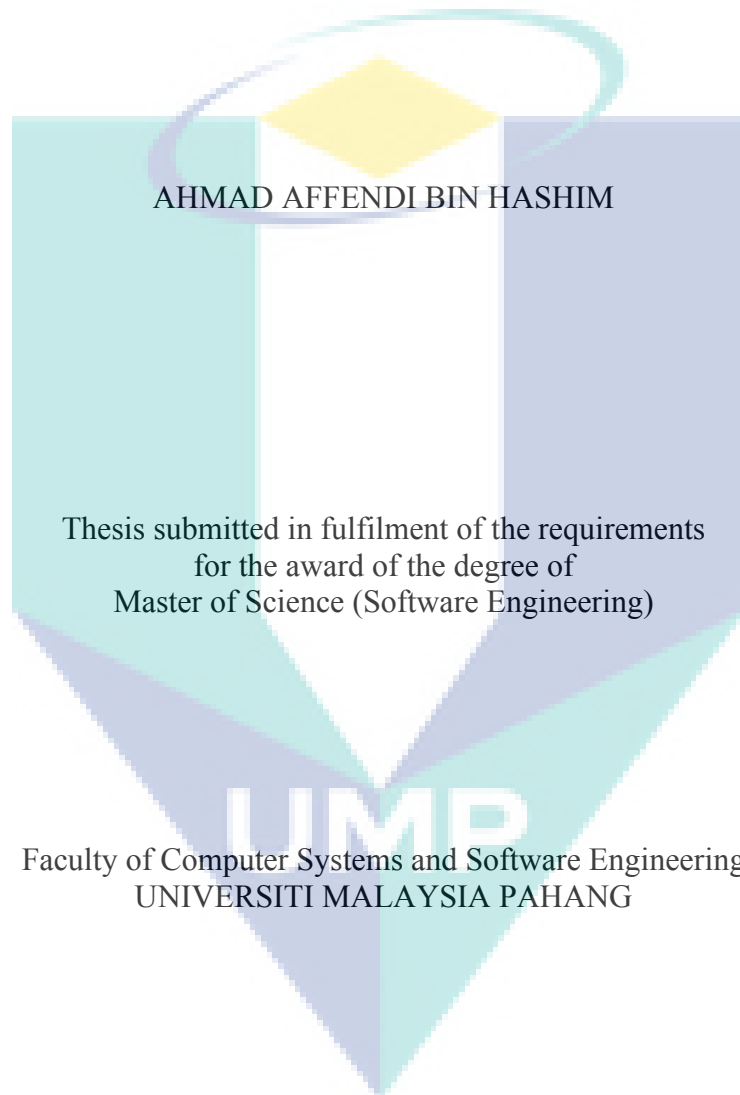 AHMAD AFFENDI BIN HASHIM
Thesis submitted in fulfilment of the requirements
for the award of the degree of
Master of Science (Software Engineering)
UMP
Faculty of Computer Systems and Software Engineering
UNIVERSITI MALAYSIA PAHANG